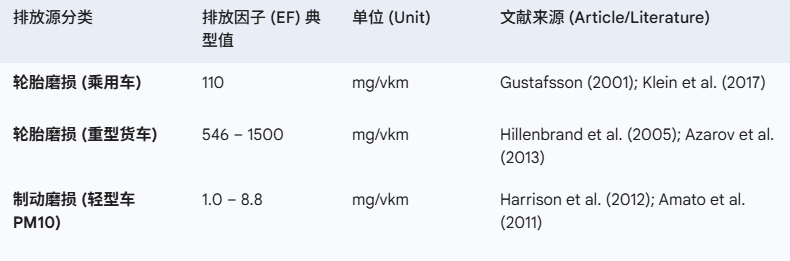 排放源分类 排放因子 (EF) 典 单位 (Unit) 文献来源 (Article/Literature)
型值
轮胎磨损 (乘用车) 110 mg/vkm Gustafsson (2001); Klein et al. (2017)
轮胎磨损 (重型货车) 546 – 1500 mg/vkm Hillenbrand et al. (2005); Azarov et al.
(2013)
制动磨损 (轻型车 1.0 – 8.8 mg/vkm Harrison et al. (2012); Amato et al.
PM10) (2011)